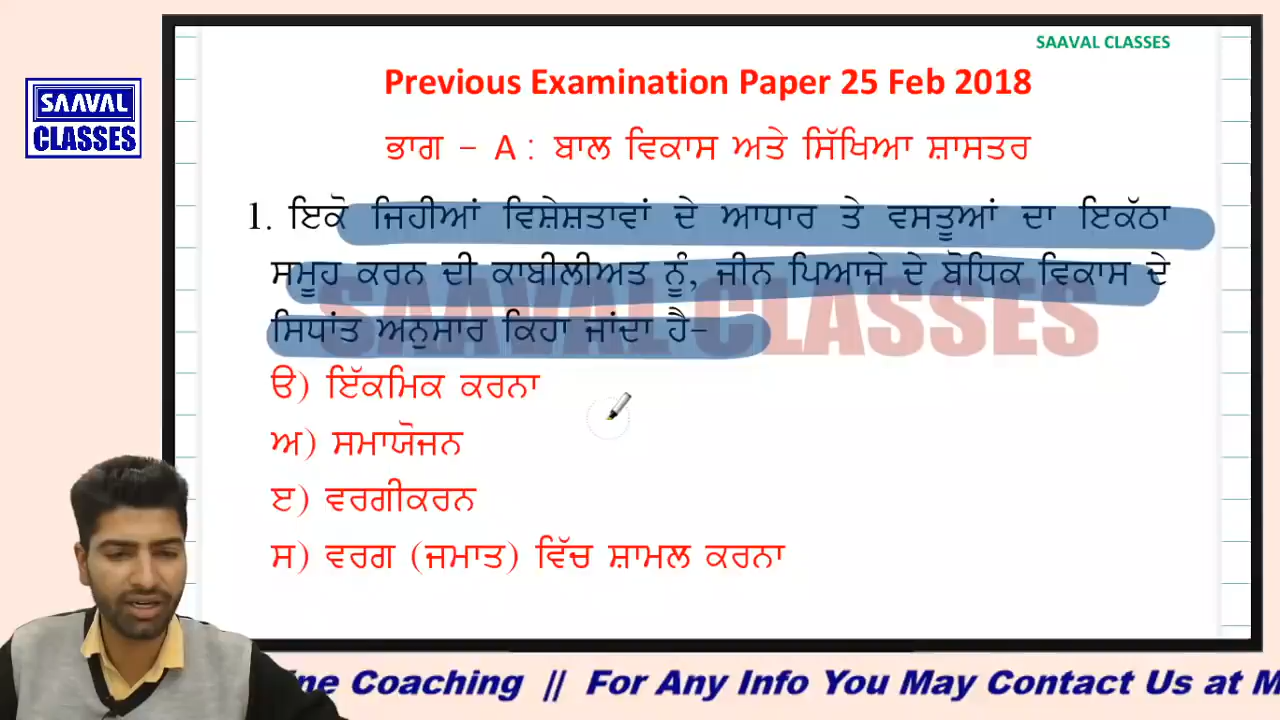 SAAVAL CLASSES
SAAVAL
CLASSES
Previous Examination Paper 25 Feb 2018
ਭਾਗ – A : ਬਾਲ ਵਿਕਾਸ ਅਤੇ ਸਿੱਖਿਆ ਸ਼ਾਸਤਰ
1. ਇਕੋ ਜਿਹੀਆਂ ਵਿਸ਼ੇਸ਼ਤਾਵਾਂ ਦੇ ਆਧਾਰ ਤੇ ਵਸਤੂਆਂ ਦਾ ਇਕੱਠਾ
ਸਮੂਹ ਕਰਨ ਦੀ ਕਾਬੀਲੀਅਤ ਨੂੰ, ਜੀਨ ਪਿਆਜੇ ਦੇ ਬੋਧਿਕ ਵਿਕਾਸ ਦੇ
ਸਿਧਾਂਤ ਅਨੁਸਾਰ ਕਿਹਾ ਜਾਂਦਾ ਹੈ–
SAAVAL CLASSES
ੳ) ਇੱਕਮਿਕ ਕਰਨਾ
ਅ) ਸਮਾਯੋਜਨ
ੲ) ਵਰਗੀਕਰਨ
ਸ) ਵਰਗ (ਜਮਾਤ) ਵਿੱਚ ਸ਼ਾਮਲ ਕਰਨਾ
Coaching // For Any Info You May Contact Us at